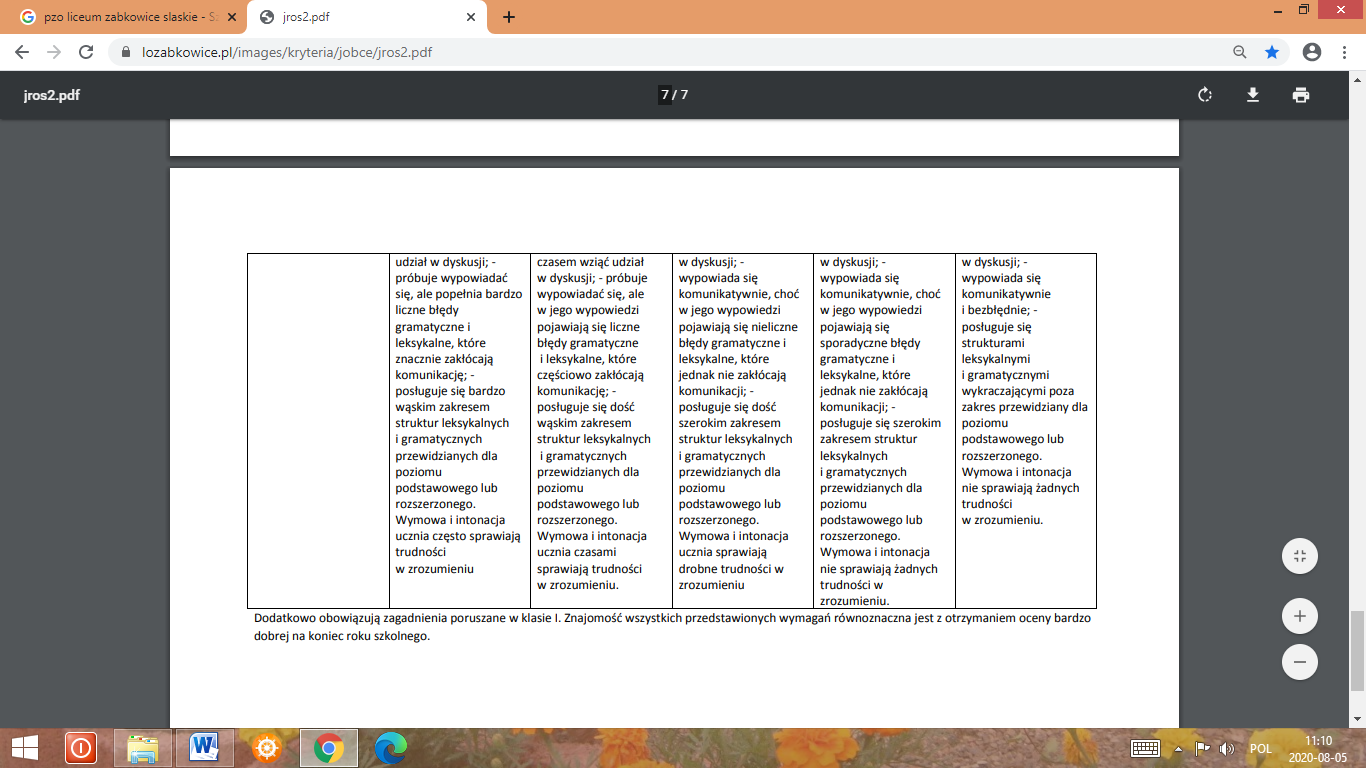 pzo liceum zabkowice slaskie - Sz
jros2.pdf
lozabkowice.pl/images/kryteria/jobce/jros2.pdf
jros2.pdf
7 / 7
udział w dyskusji; -
próbuje wypowiadać
się, ale popełnia bardzo
liczne błędy
gramatyczne i
leksykalne, które
znacznie zakłócają
komunikację; -
posługuje się bardzo
wąskim zakresem
struktur leksykalnych
i gramatycznych
przewidzianych dla
poziomu
podstawowego lub
rozszerzonego.
Wymowa i intonacja
ucznia często sprawiają
trudności
w zrozumieniu
czasem wziąć udział
w dyskusji; - próbuje
wypowiadać się, ale
w jego wypowiedzi
pojawiają się liczne
błędy gramatyczne
i leksykalne, które
częściowo zakłócają
komunikację; -
posługuje się dość
wąskim zakresem
struktur leksykalnych
i gramatycznych
przewidzianych dla
poziomu
podstawowego lub
rozszerzonego.
Wymowa i intonacja
ucznia czasami
sprawiają trudności
w zrozumieniu.
w dyskusji; -
wypowiada się
komunikatywnie, choć
w jego wypowiedzi
pojawiają się nieliczne
błędy gramatyczne i
leksykalne, które
jednak nie zakłócają
komunikacji; -
posługuje się dość
szerokim zakresem
struktur leksykalnych
i gramatycznych
przewidzianych dla
poziomu
podstawowego lub
rozszerzonego.
Wymowa i intonacja
ucznia sprawiają
drobne trudności w
zrozumieniu
w dyskusji; -
wypowiada się
komunikatywnie, choć
w jego wypowiedzi
pojawiają się
sporadyczne błędy
gramatyczne i
leksykalne, które
jednak nie zakłócają
komunikacji; -
posługuje się szerokim
zakresem struktur
leksykalnych
i gramatycznych
przewidzianych dla
poziomu
podstawowego lub
rozszerzonego.
Wymowa i intonacja
nie sprawiają żadnych
trudności w
zrozumieniu.
w dyskusji; -
wypowiada się
komunikatywnie
i bezbłędnie; -
posługuje się
strukturami
leksykalnymi
i gramatycznymi
wykraczającymi poza
zakres przewidziany dla
poziomu
podstawowego lub
rozszerzonego.
Wymowa i intonacja
nie sprawiają żadnych
trudności
w zrozumieniu.
Dodatkowo obowiązują zagadnienia poruszane w klasie I. Znajomość wszystkich przedstawionych wymagań równoznaczna jest z otrzymaniem oceny bardzo
dobrej na koniec roku szkolnego.
POL
11:10
2020-08-05